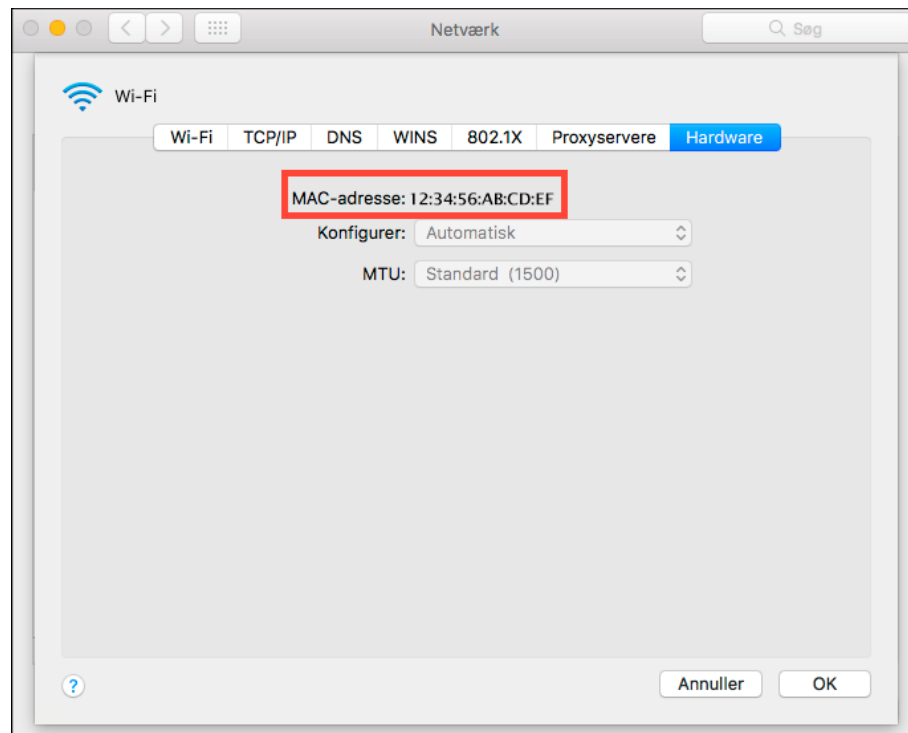 Netværk
Søg
Wi-Fi
Wi-Fi TCP/IP DNS WINS 802.1X Proxyservere Hardware
MAC-adresse: 12:34:56:AB:CD:EF
Konfigurer: Automatisk
MTU: Standard (1500)
? Annuller OK